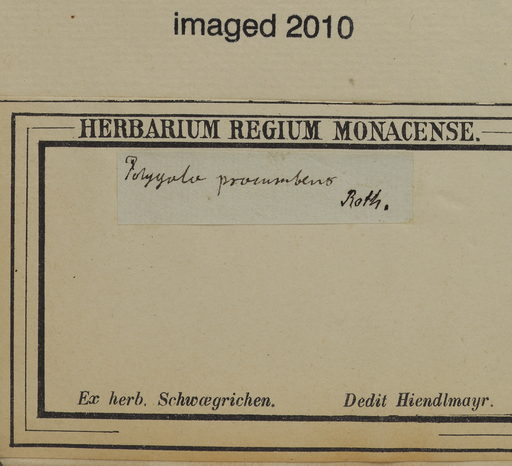 imaged 2010
HERBARIUM REGIUM MONACENSE.
Polygala procumbens
Roth.
Ex herb. Schwægrichen.
Dedit Hiendlmayr.